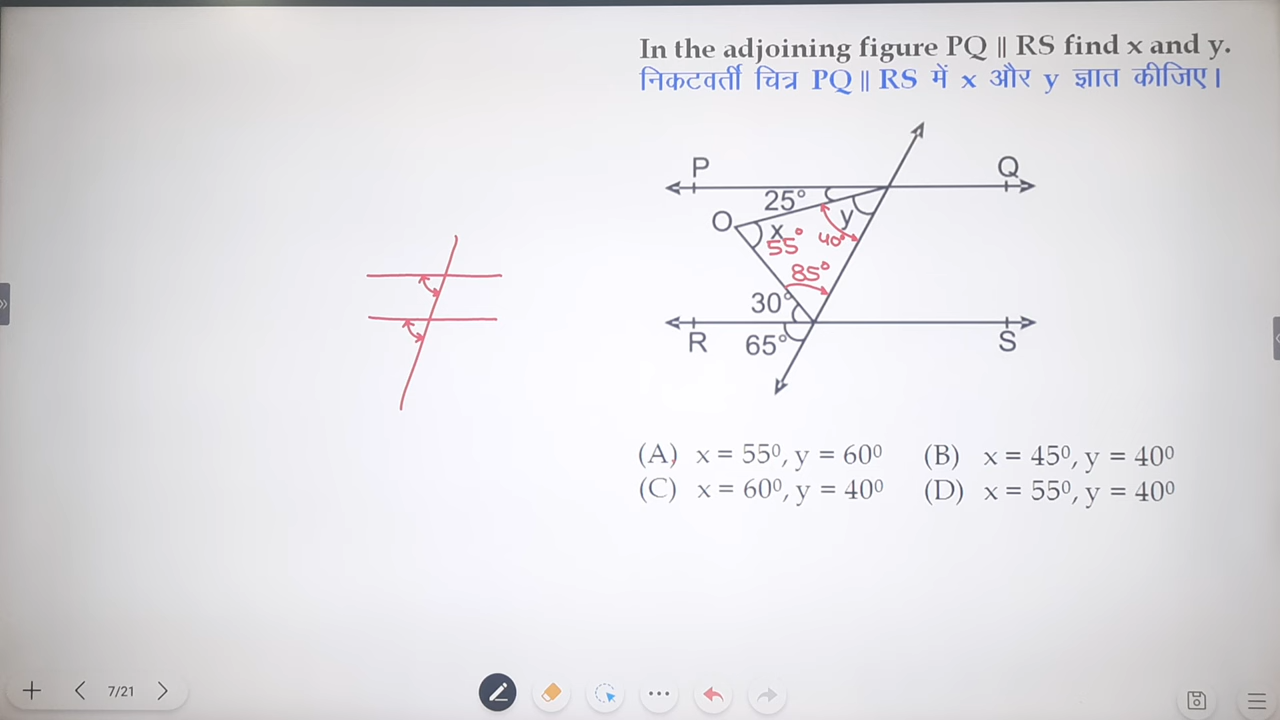 In the adjoining figure PQ || RS find x and y.
निकटवर्ती चित्र PQ || RS में x और y ज्ञात कीजिए।
P
Q
25°
O
x
y
55°
40°
85°
30°
R
65°
S
(A) x = 55⁰, y = 60⁰
(B) x = 45⁰, y = 40⁰
(C) x = 60⁰, y = 40⁰
(D) x = 55⁰, y = 40⁰
7/21